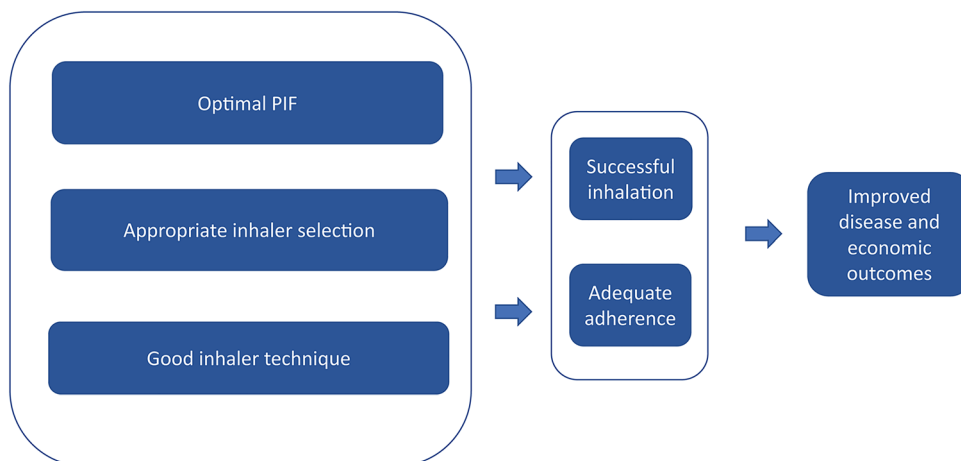 Optimal PIF
Appropriate inhaler selection
Good inhaler technique
Successful
inhalation
Adequate
adherence
Improved
disease and
economic
outcomes